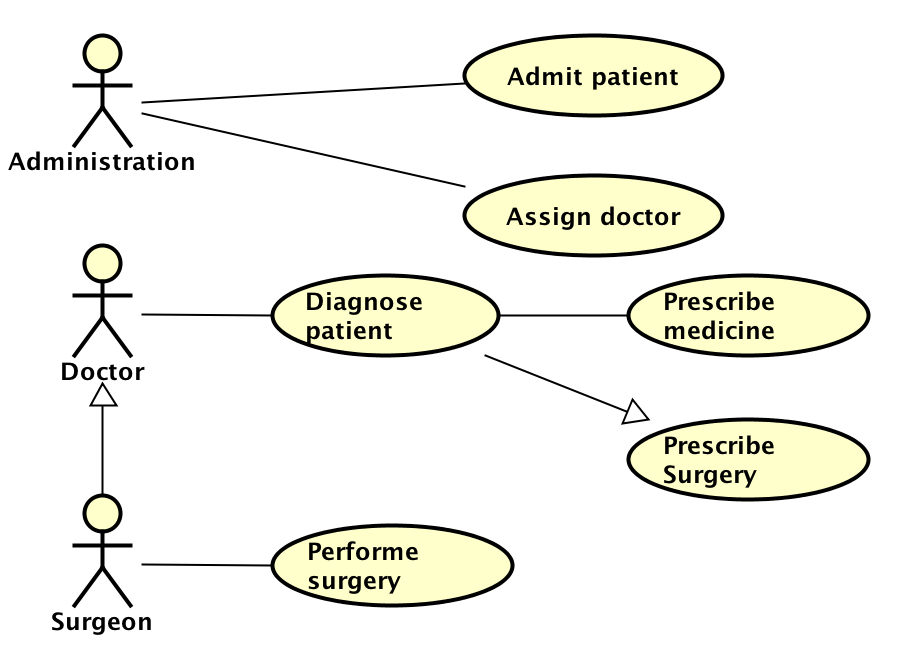 Admit patient
Administration
Assign doctor
Diagnose
patient
Prescribe
medicine
Doctor
Prescribe
Surgery
Performe
surgery
Surgeon